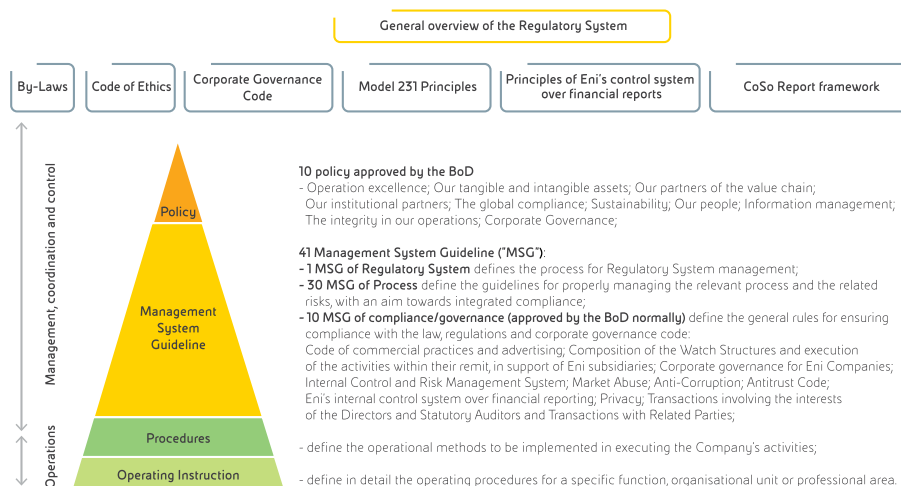 General overview of the Regulatory System
By-Laws
Code of Ethics
Corporate Governance
Code
Model 231 Principles
Principles of Eni's control system
over financial reports
CoSo Report framework
Management, coordination and control
Policy
10 policy approved by the BoD
- Operation excellence; Our tangible and intangible assets; Our partners of the value chain;
Our institutional partners; The global compliance; Sustainability; Our people; Information management;
The integrity in our operations; Corporate Governance;
Management
System
Guideline
41 Management System Guideline ("MSG"):
- 1 MSG of Regulatory System defines the process for Regulatory System management;
- 30 MSG of Process define the guidelines for properly managing the relevant process and the related
risks, with an aim towards integrated compliance;
- 10 MSG of compliance/governance (approved by the BoD normally) define the general rules for ensuring
compliance with the law, regulations and corporate governance code:
Code of commercial practices and advertising; Composition of the Watch Structures and execution
of the activities within their remit, in support of Eni subsidiaries; Corporate governance for Eni Companies;
Internal Control and Risk Management System; Market Abuse; Anti-Corruption; Antitrust Code;
Eni's internal control system over financial reporting; Privacy; Transactions involving the interests
of the Directors and Statutory Auditors and Transactions with Related Parties;
Operations
Procedures
- define the operational methods to be implemented in executing the Company's activities;
Operating Instruction
- define in detail the operating procedures for a specific function, organisational unit or professional area.